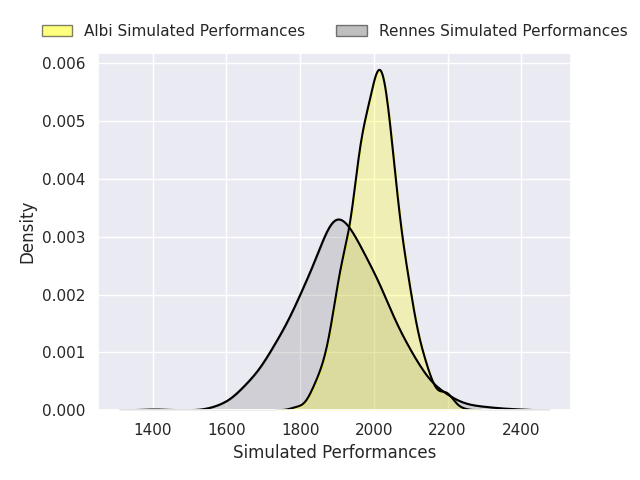 Albi Simulated Performances Rennes Simulated Performances
0.006
0.005
0.004
0.003
0.002
0.001
0.000
Density
1400 1600 1800 2000 2200 2400
Simulated Performances